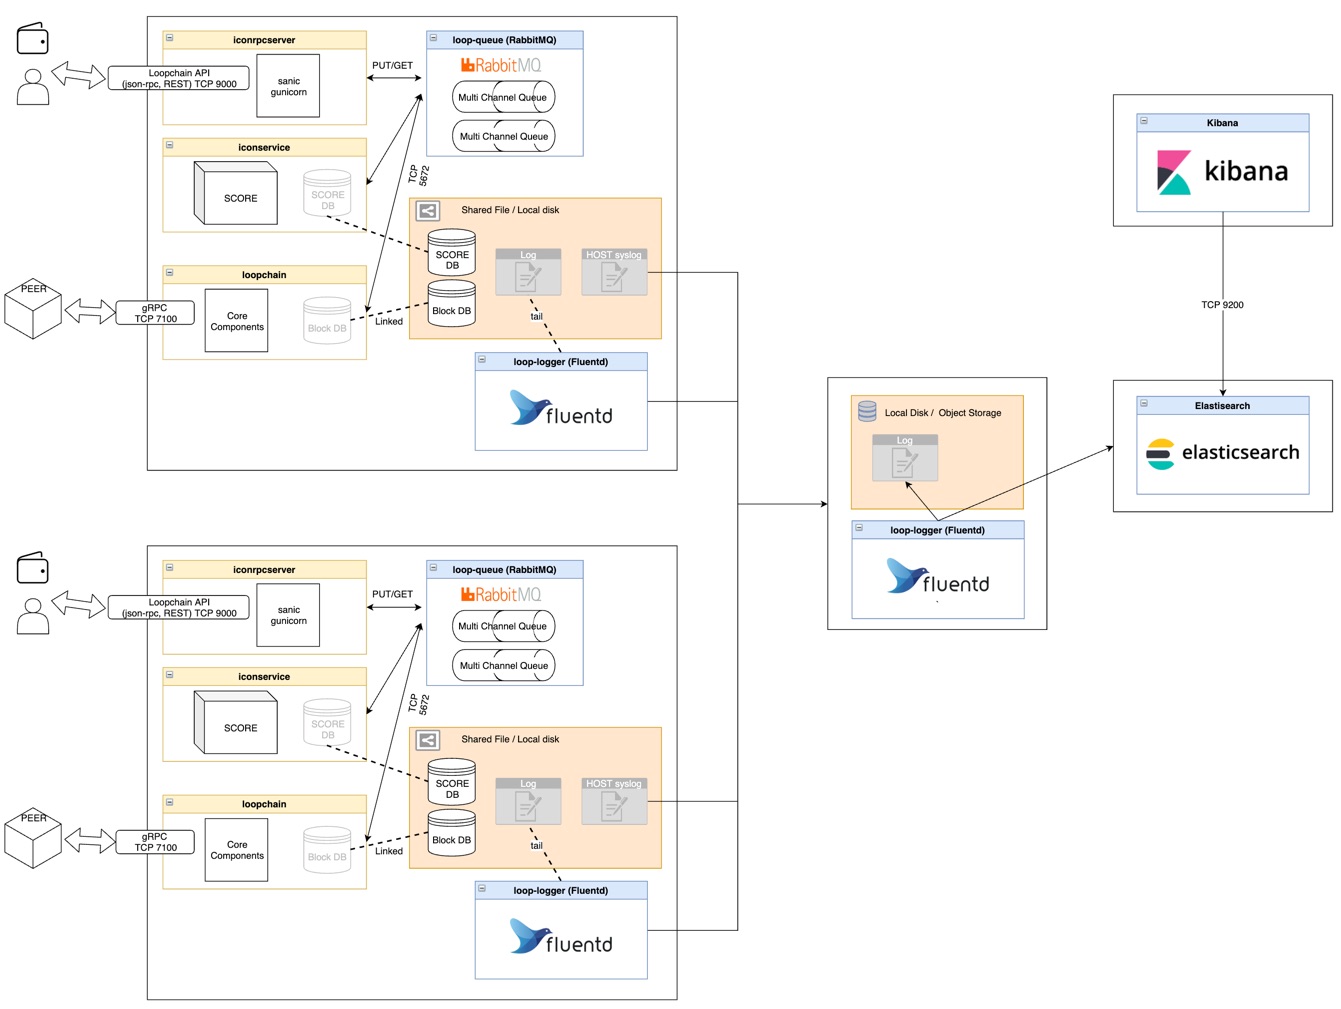 iconrpcserver
Loopchain API
(json-rpc, REST) TCP 9000
sanic
gunicorn
PUT/GET
loop-queue (RabbitMQ)
RabbitMQ
Multi Channel Queue
Multi Channel Queue
iconservice
SCORE
SCORE
DB
TCP
5672
Shared File / Local disk
SCORE
DB
Block DB
Log
HOST syslog
PEER
gRPC
TCP 7100
loopchain
Core
Components
Block DB
Linked
tail
loop-logger (Fluentd)
fluentd
iconrpcserver
Loopchain API
(json-rpc, REST) TCP 9000
sanic
gunicorn
PUT/GET
loop-queue (RabbitMQ)
RabbitMQ
Multi Channel Queue
Multi Channel Queue
iconservice
SCORE
SCORE
DB
TCP
5672
Shared File / Local disk
SCORE
DB
Block DB
Log
HOST syslog
PEER
gRPC
TCP 7100
loopchain
Core
Components
Block DB
Linked
tail
loop-logger (Fluentd)
fluentd
Local Disk / Object Storage
Log
loop-logger (Fluentd)
fluentd
Kibana
kibana
TCP 9200
Elastisearch
elasticsearch